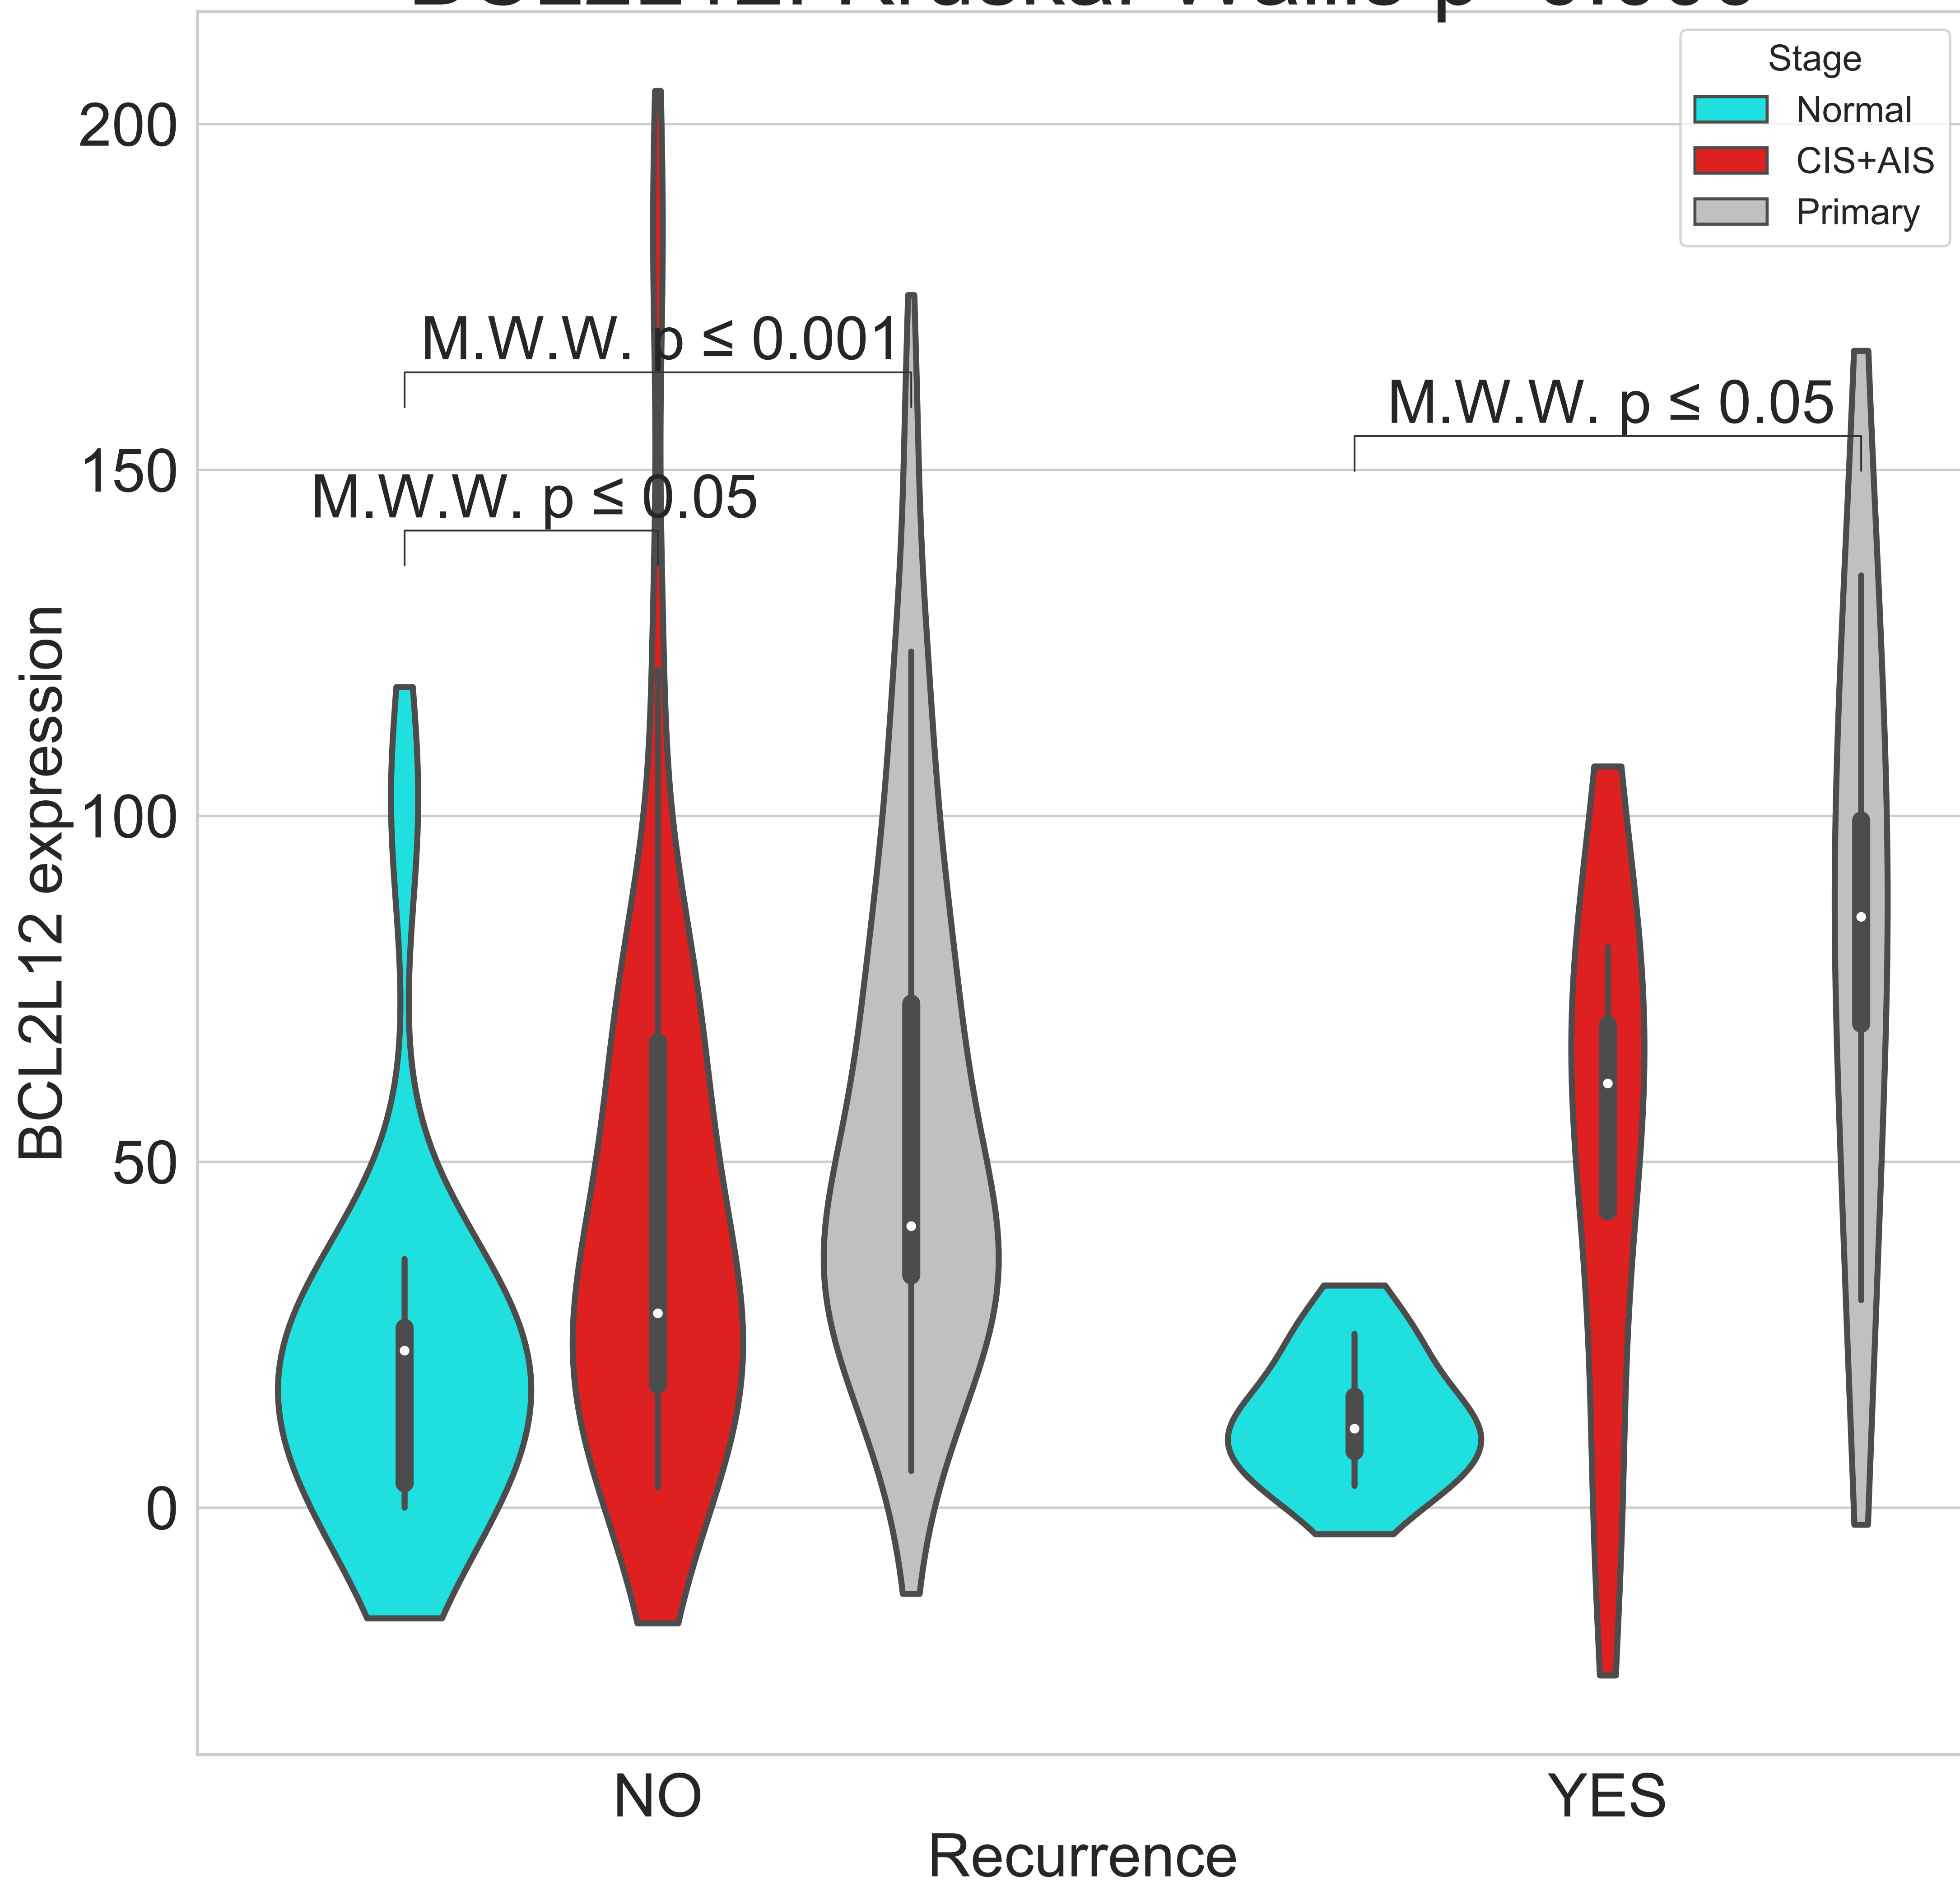 Stage
Normal
CIS+AIS
Primary
200
150
100
50
0
BCL2L12 expression
M.W.W. p ≤ 0.001
M.W.W. p ≤ 0.05
M.W.W. p ≤ 0.05
NO
YES
Recurrence